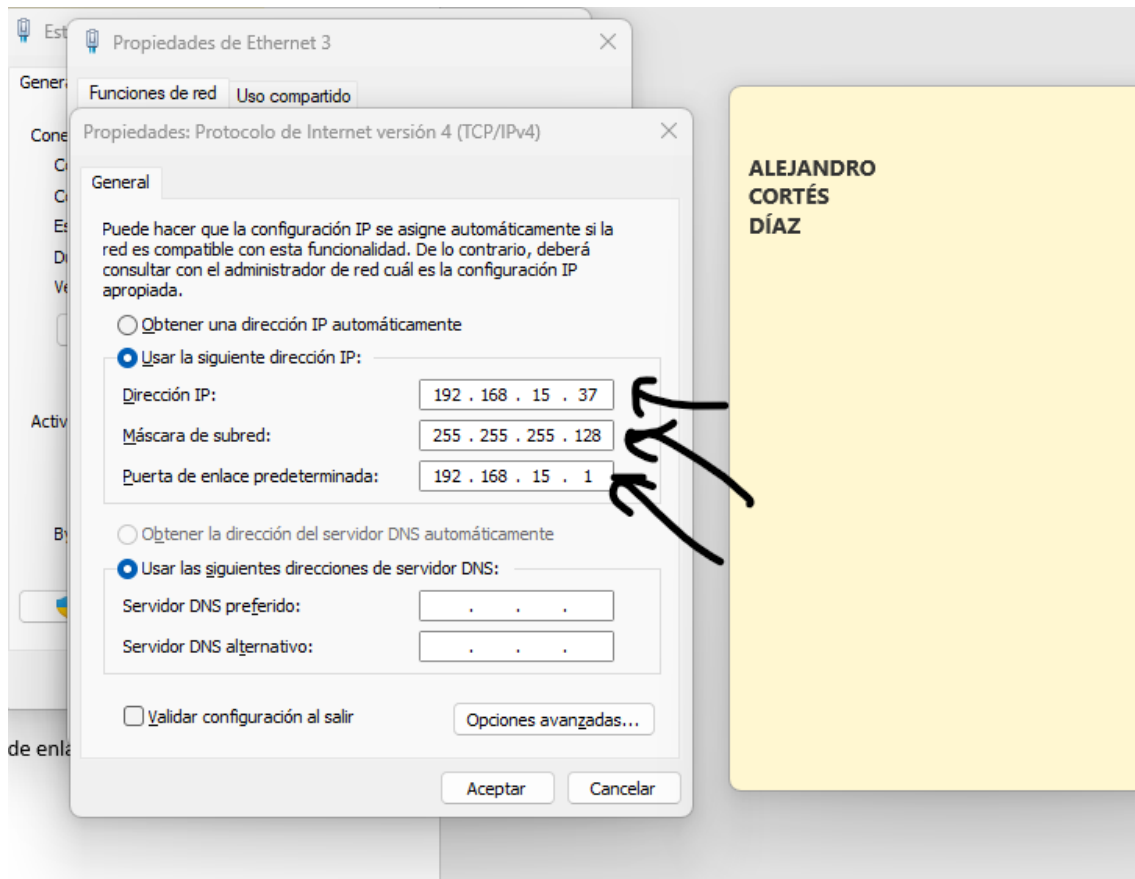 Est
Propiedades de Ethernet 3
Gener
Funciones de red
Uso compartido
Cone
Propiedades: Protocolo de Internet versión 4 (TCP/IPv4)
General
Puede hacer que la configuración IP se asigne automáticamente si la
red es compatible con esta funcionalidad. De lo contrario, deberá
consultar con el administrador de red cuál es la configuración IP
apropiada.
Obtener una dirección IP automáticamente
Usar la siguiente dirección IP:
Dirección IP: 192 . 168 . 15 . 37
Máscara de subred: 255 . 255 . 255 . 128
Activ
Puerta de enlace predeterminada: 192 . 168 . 15 . 1
Obtener la dirección del servidor DNS automáticamente
Usar las siguientes direcciones de servidor DNS:
Servidor DNS preferido: . . .
Servidor DNS alternativo: . . .
Validar configuración al salir
Opciones avanzadas...
de enla
Aceptar
Cancelar
ALEJANDRO
CORTÉS
DÍAZ